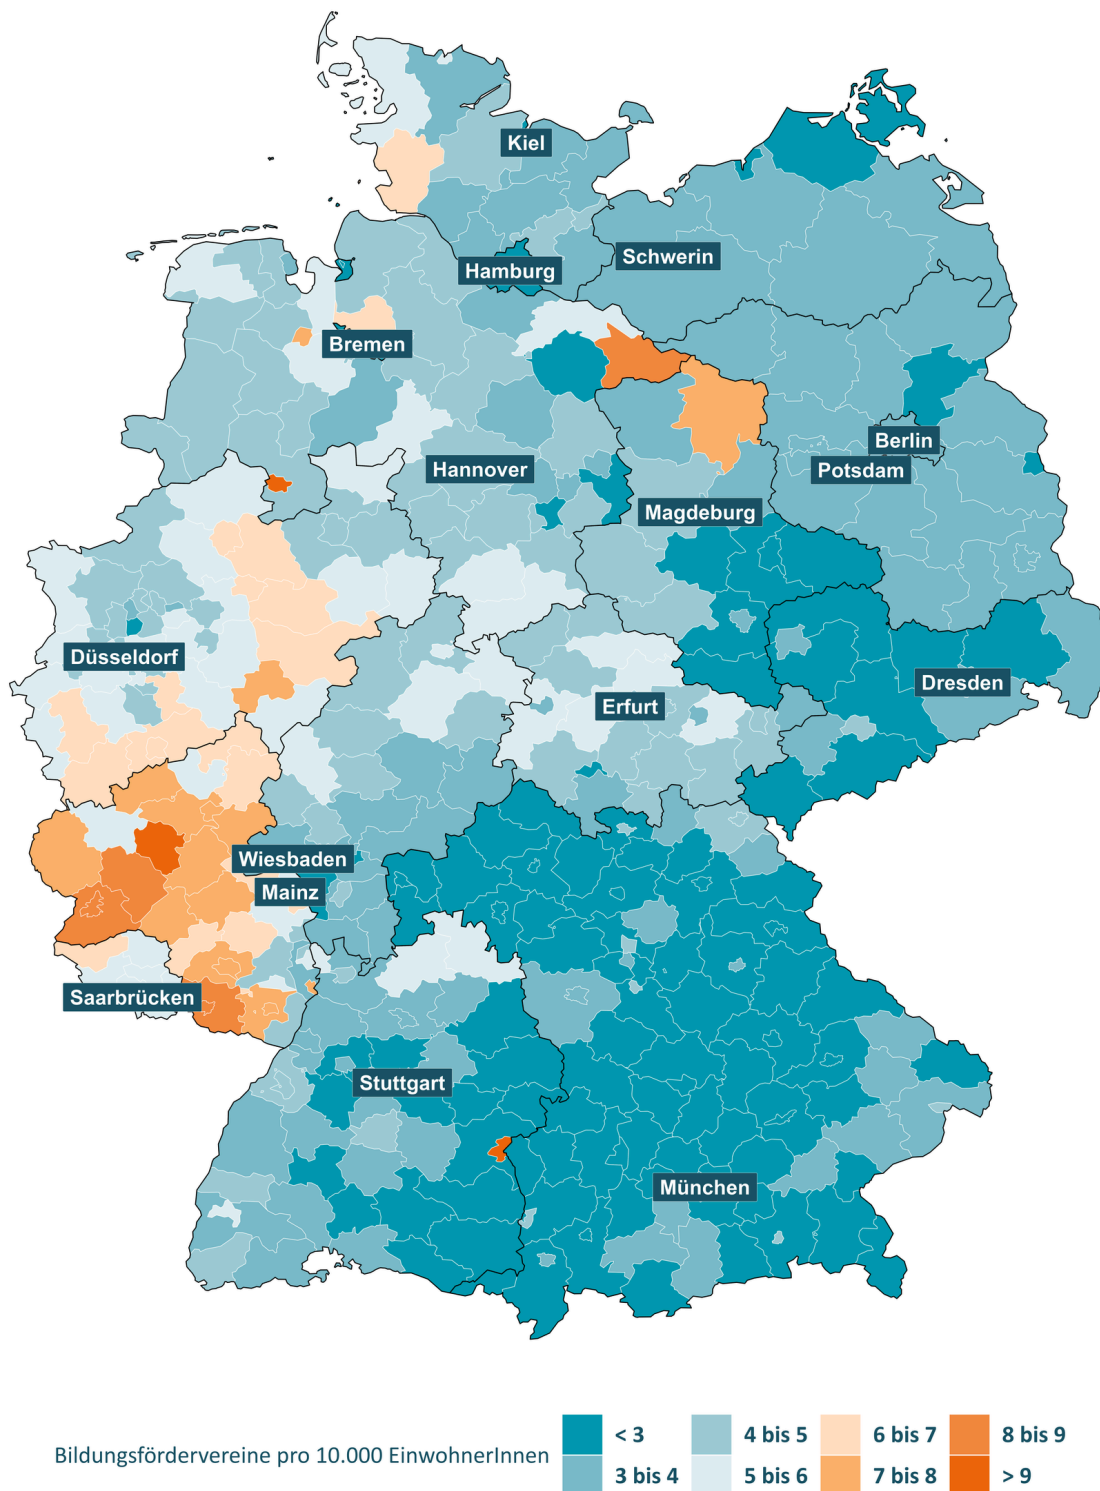 Kiel
Schwerin
Hamburg
Bremen
Berlin
Hannover
Potsdam
Magdeburg
Düsseldorf
Dresden
Erfurt
Wiesbaden
Mainz
Saarbrücken
Stuttgart
München
Bildungsfördervereine pro 10.000 EinwohnerInnen
< 3
4 bis 5
6 bis 7
8 bis 9
3 bis 4
5 bis 6
7 bis 8
> 9